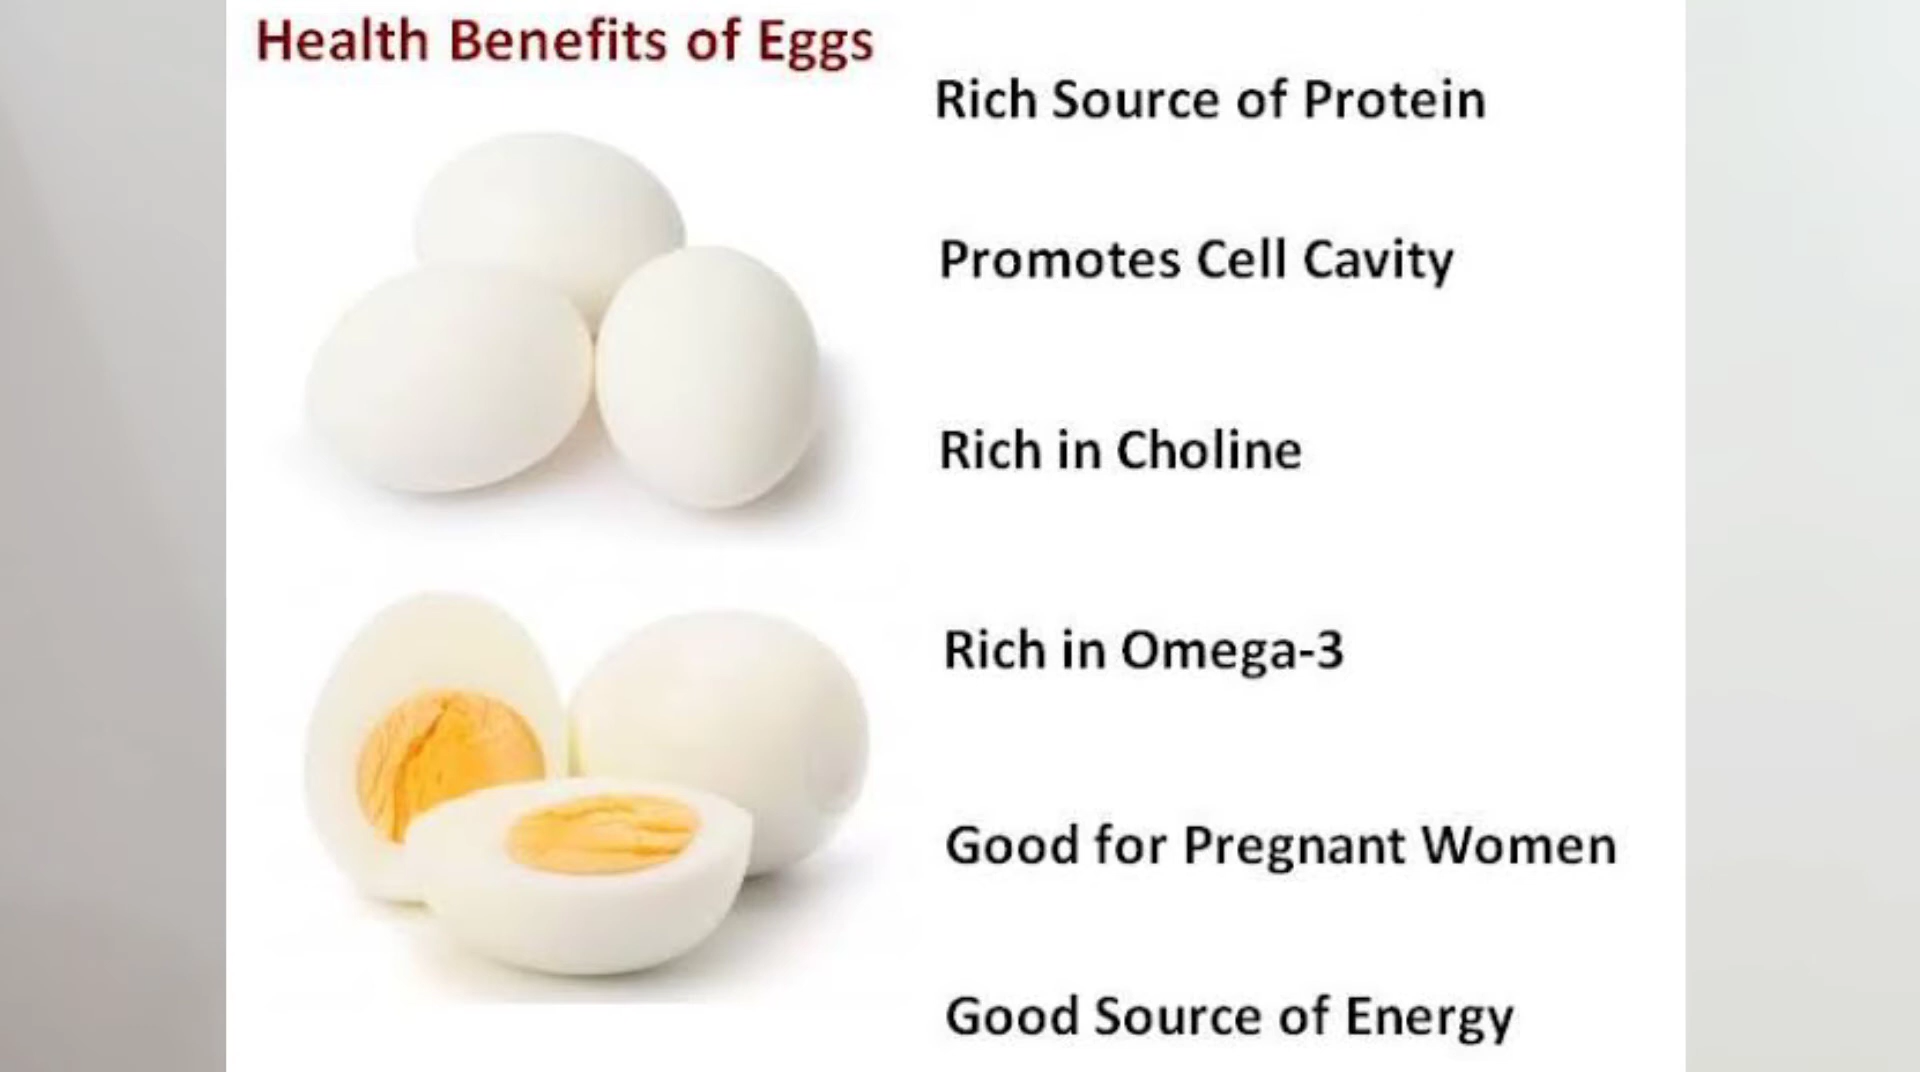 Health Benefits of Eggs
Rich Source of Protein
Promotes Cell Cavity
Rich in Choline
Rich in Omega-3
Good for Pregnant Women
Good Source of Energy